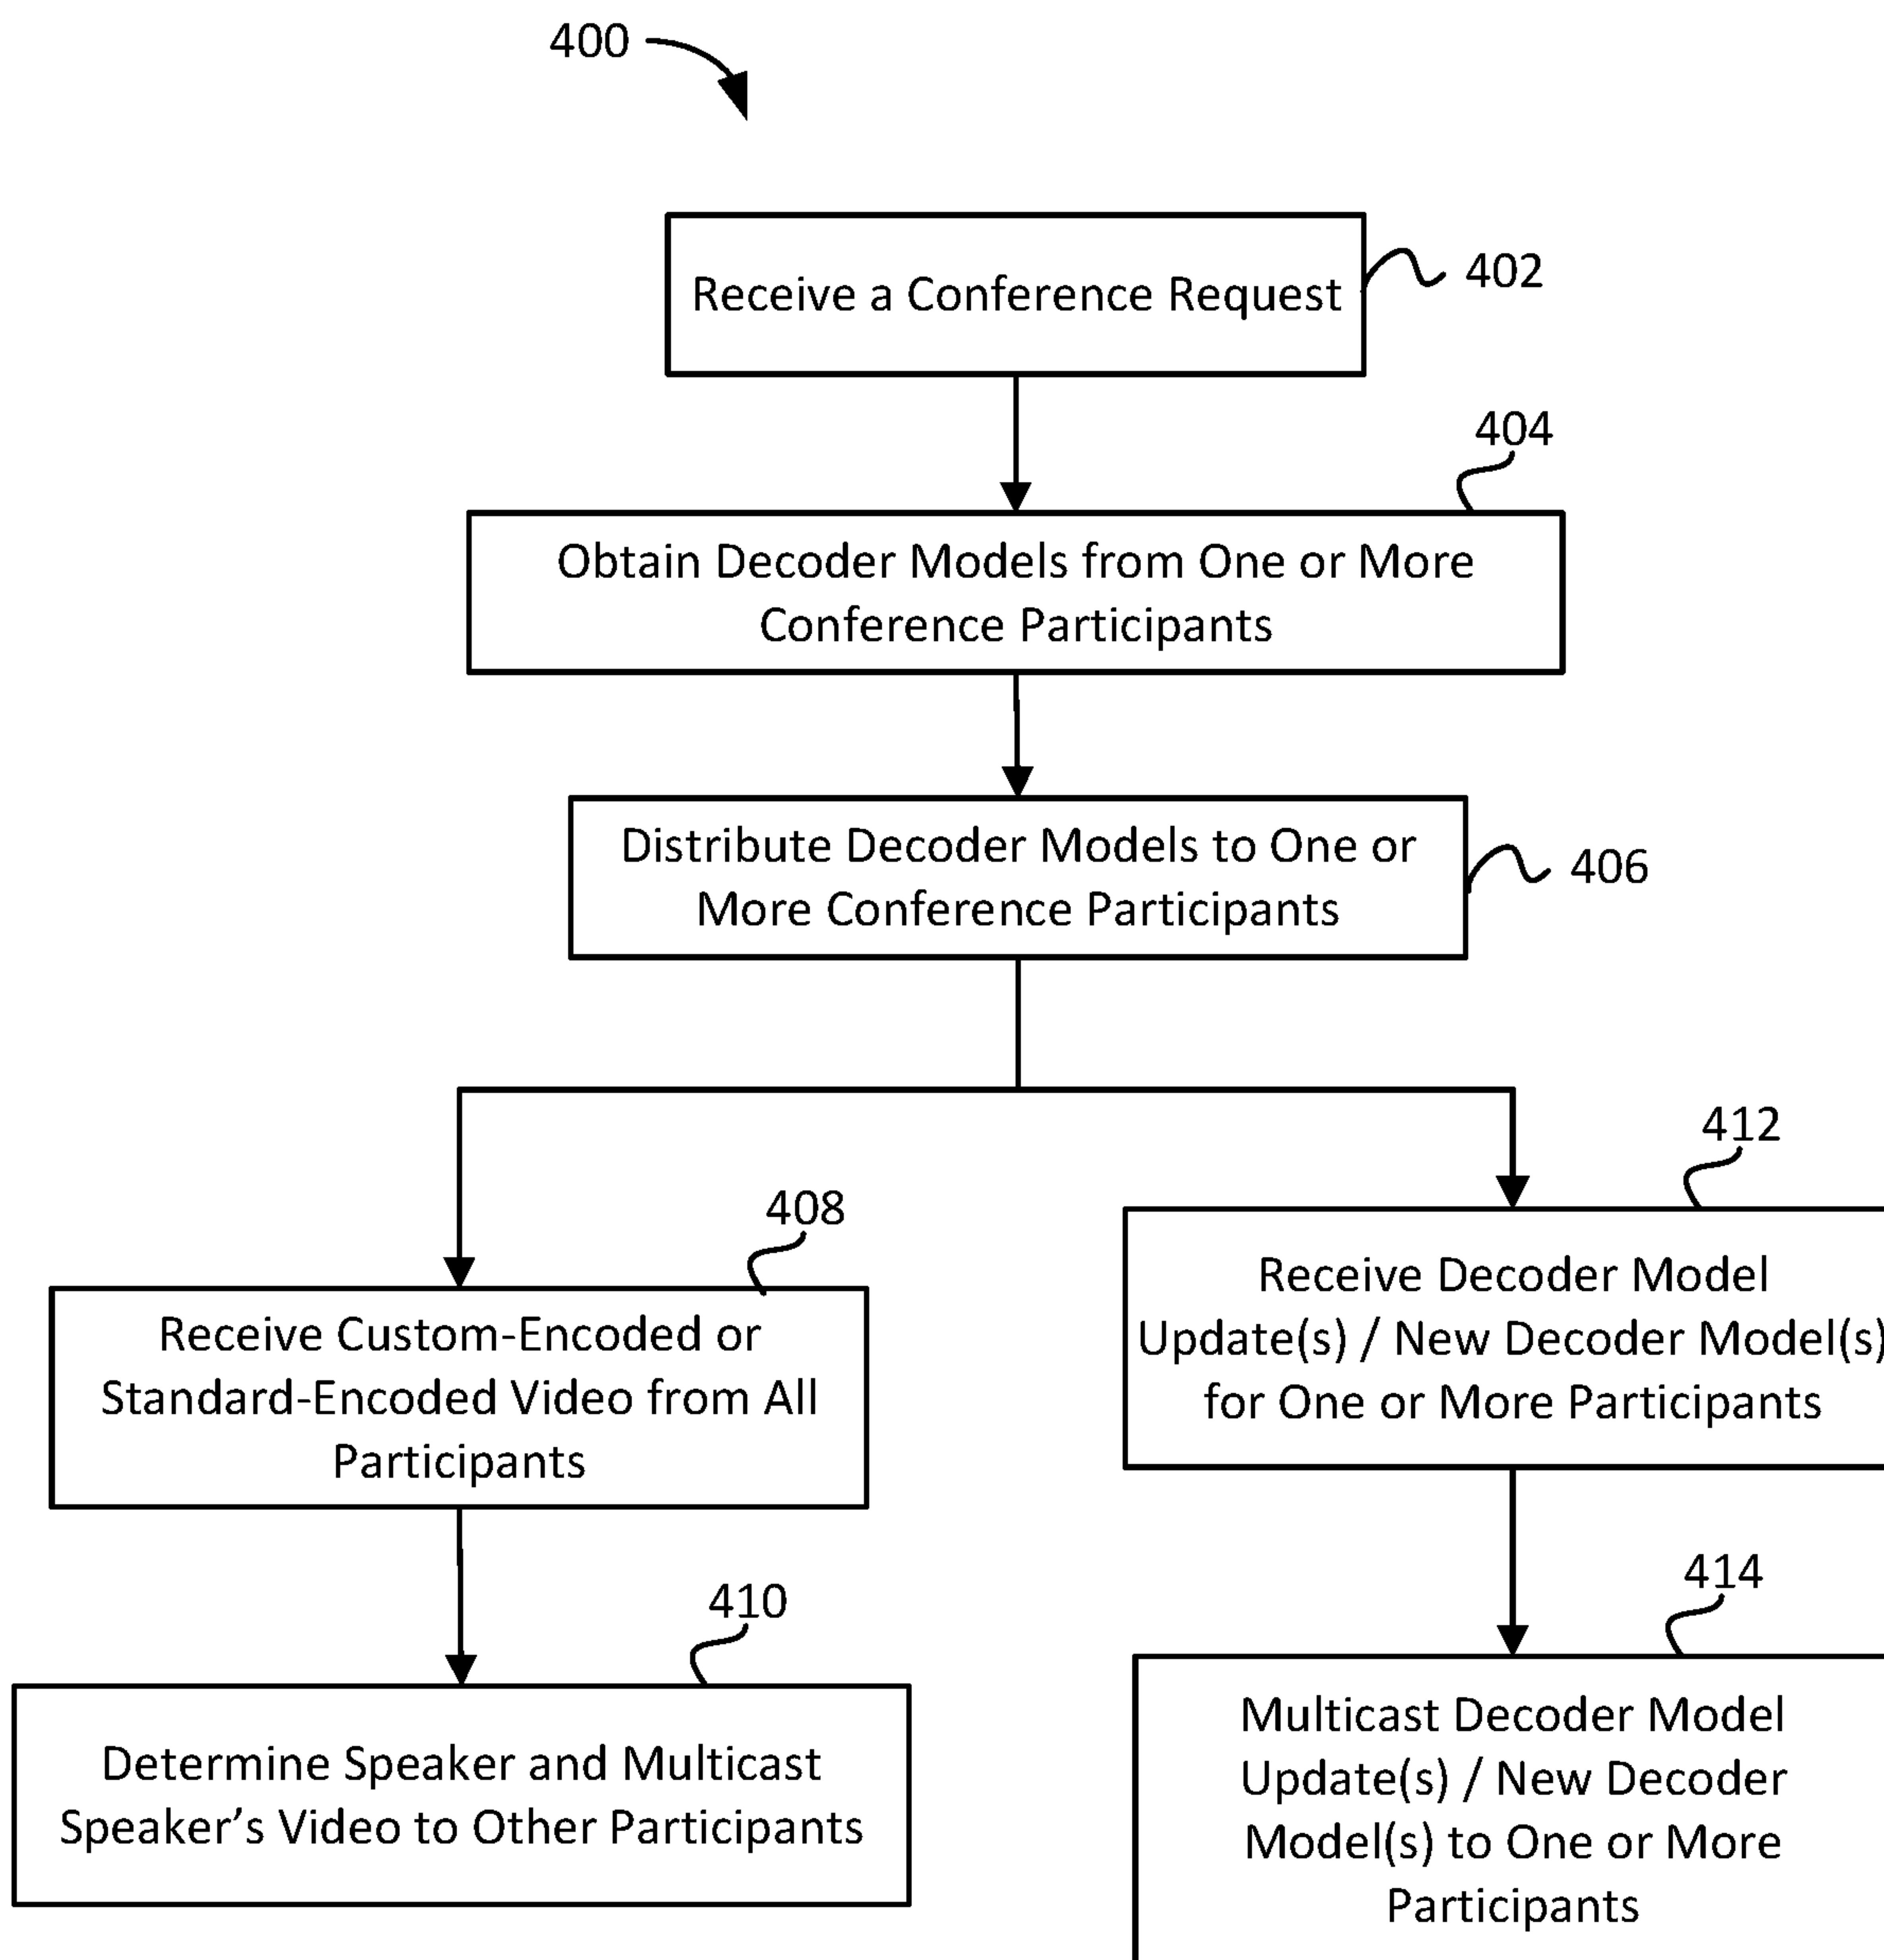 400
Receive a Conference Request
402
404
Obtain Decoder Models from One or More
Conference Participants
Distribute Decoder Models to One or
More Conference Participants
406
408
Receive Custom-Encoded or
Standard-Encoded Video from All
Participants
410
Determine Speaker and Multicast
Speaker’s Video to Other Participants
412
Receive Decoder Model
Update(s) / New Decoder Model(s)
for One or More Participants
414
Multicast Decoder Model
Update(s) / New Decoder
Model(s) to One or More
Participants